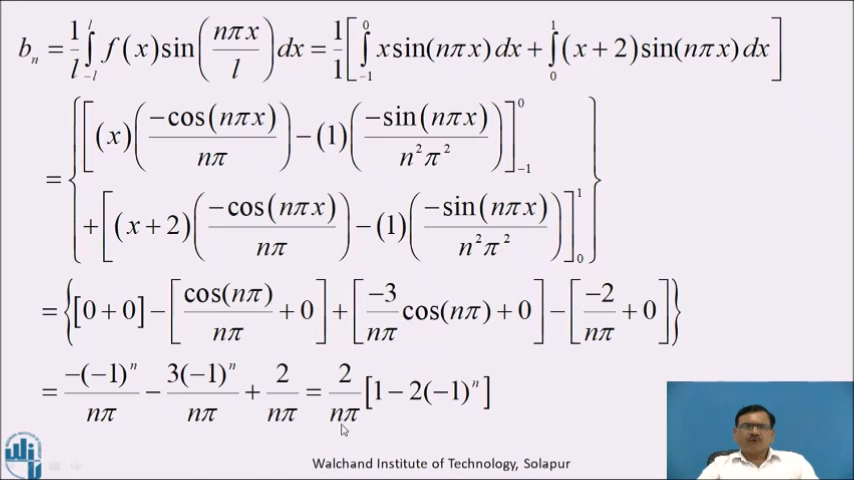 b_n = \frac{1}{l} \int_{-l}^{l} f(x) \sin\left(\frac{n\pi x}{l}\right) dx = \frac{1}{1}\left[\int_{-1}^{0} x\sin(n\pi x)\,dx + \int_{0}^{1} (x+2)\sin(n\pi x)\,dx\right]
= \left\{ \left[(x)\left(\frac{-\cos(n\pi x)}{n\pi}\right) - (1)\left(\frac{-\sin(n\pi x)}{n^2\pi^2}\right)\right]_{-1}^{0}
+ \left[(x+2)\left(\frac{-\cos(n\pi x)}{n\pi}\right) - (1)\left(\frac{-\sin(n\pi x)}{n^2\pi^2}\right)\right]_{0}^{1} \right\}
= \left\{[0+0] - \left[\frac{\cos(n\pi)}{n\pi} + 0\right] + \left[\frac{-3}{n\pi}\cos(n\pi) + 0\right] - \left[\frac{-2}{n\pi} + 0\right]\right\}
= \frac{-(-1)^n}{n\pi} - \frac{3(-1)^n}{n\pi} + \frac{2}{n\pi} = \frac{2}{n\pi}[1 - 2(-1)^n]
Walchand Institute of Technology, Solapur